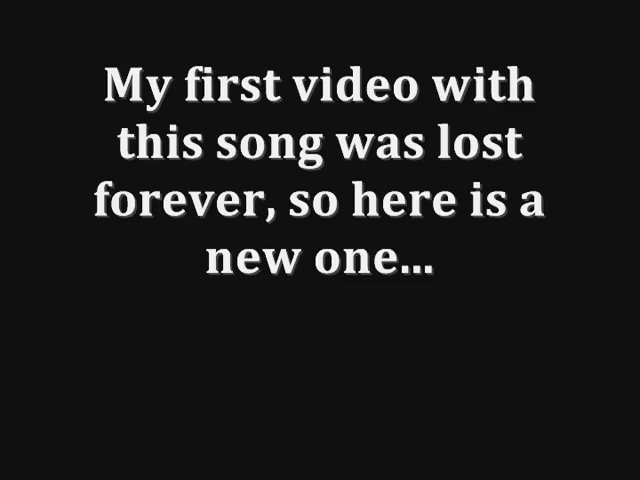 My first video with
this song was lost
forever, so here is a
new one...